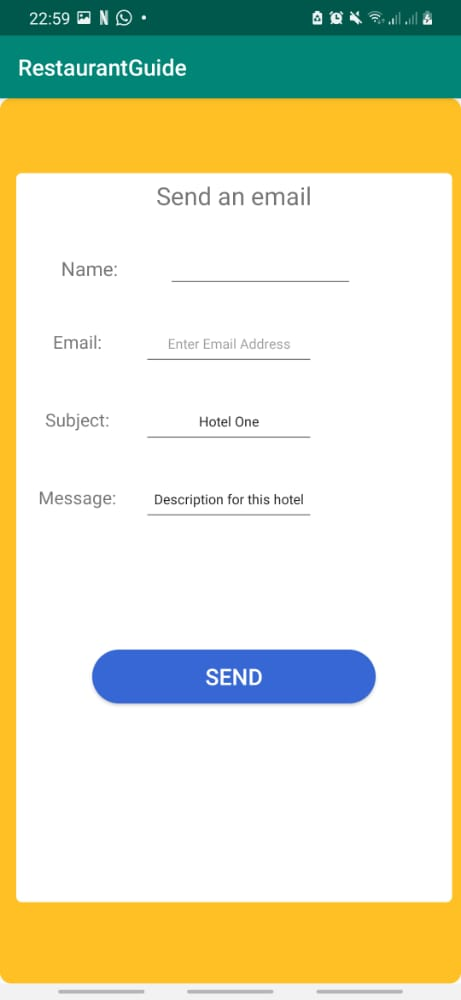 22:59
RestaurantGuide
Send an email
Name:
Email: Enter Email Address
Subject: Hotel One
Message: Description for this hotel
SEND